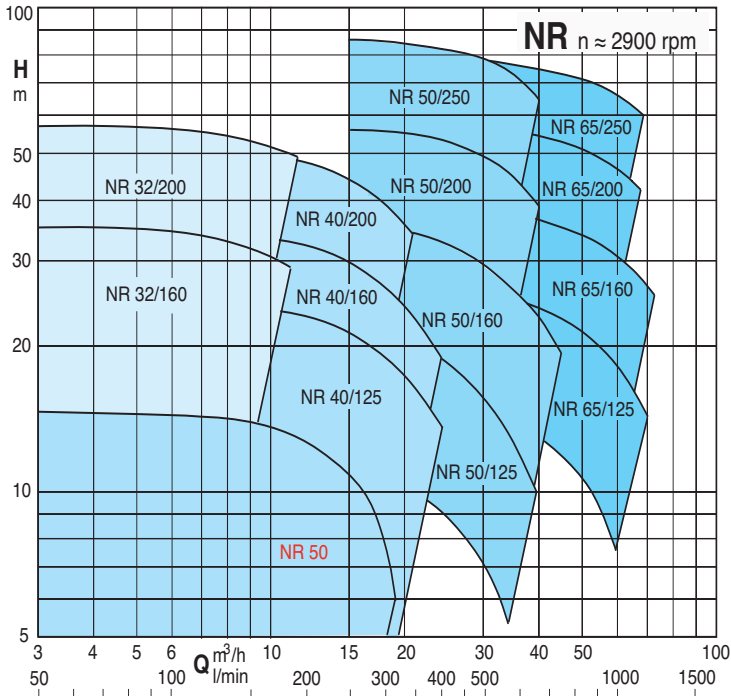 100
NR n ≈ 2900 rpm
H
m
NR 50/250
NR 65/250
50
NR 32/200
NR 50/200
NR 65/200
40
NR 40/200
30
NR 32/160
NR 40/160
NR 65/160
NR 50/160
20
NR 40/125
NR 65/125
NR 50/125
10
NR 50
5
3 4 5 6 Q m³/h 10 15 20 30 40 50 100
50 100 l/min 200 300 400 500 1000 1500